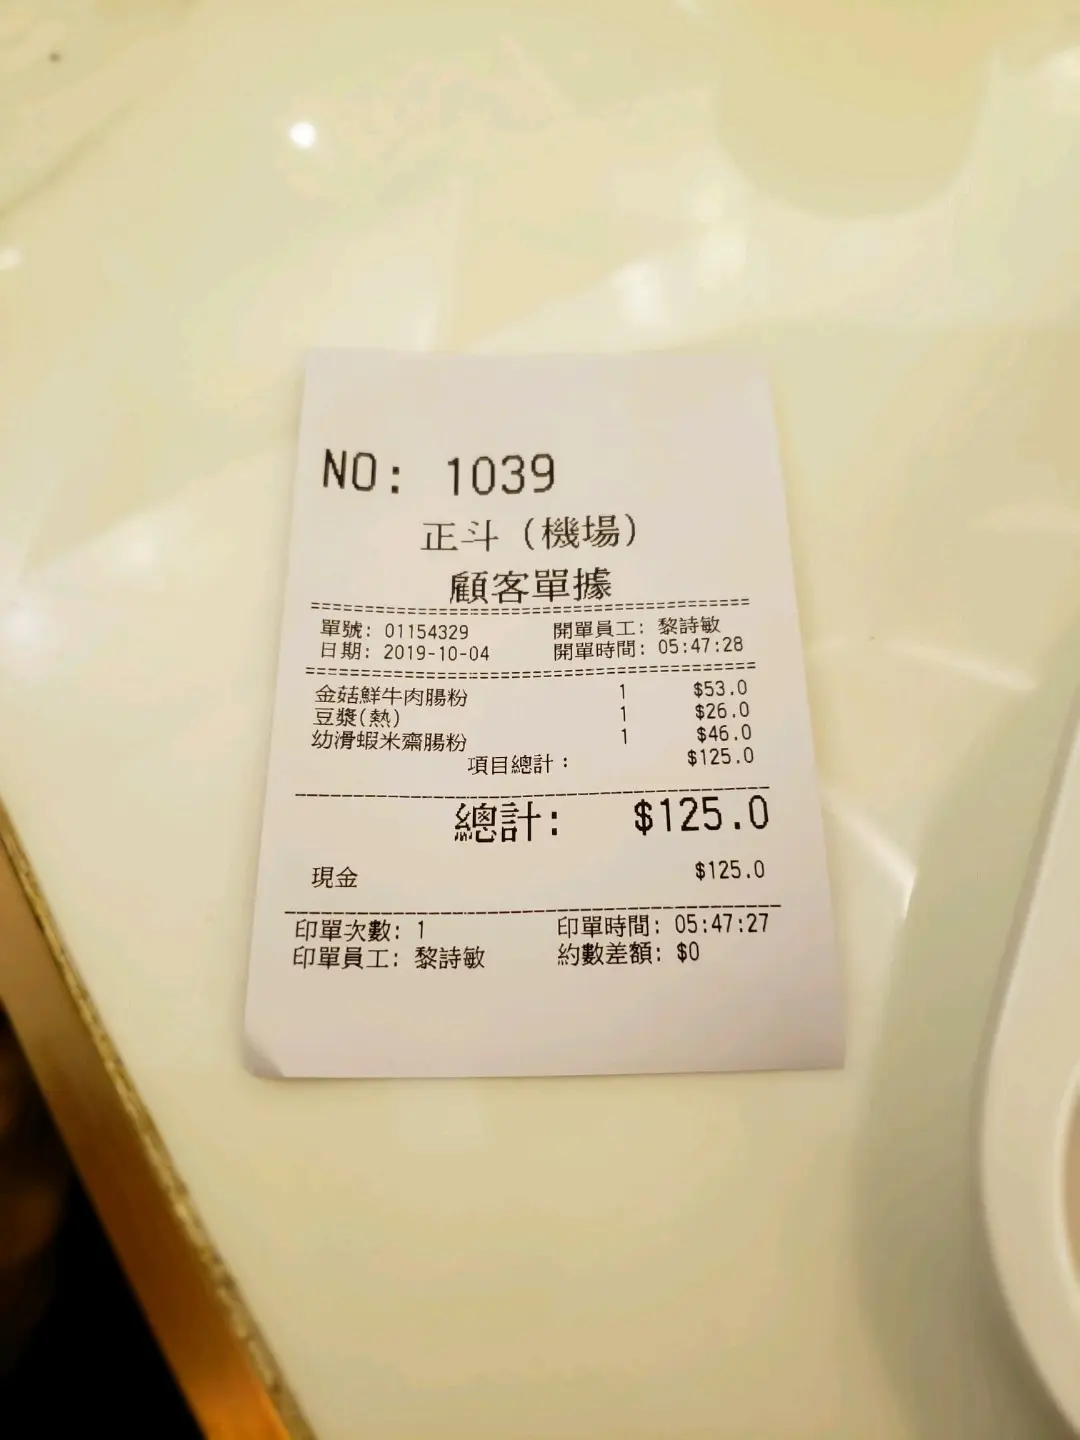 NO: 1039
正斗（機場）
顧客單據
單號: 01154329 開單員工: 黎詩敏
日期: 2019-10-04 開單時間: 05:47:28
金菇鮮牛肉腸粉 1 $53.0
豆漿(熱) 1 $26.0
幼滑蝦米齋腸粉 1 $46.0
項目總計： $125.0
總計: $125.0
現金 $125.0
印單次數: 1 印單時間: 05:47:27
印單員工: 黎詩敏 約數差額: $0